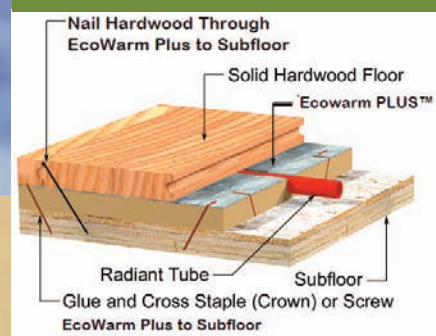 Nail Hardwood Through
EcoWarm Plus to Subfloor
Solid Hardwood Floor
Ecowarm PLUS™
Radiant Tube
Subfloor
Glue and Cross Staple (Crown) or Screw
EcoWarm Plus to Subfloor